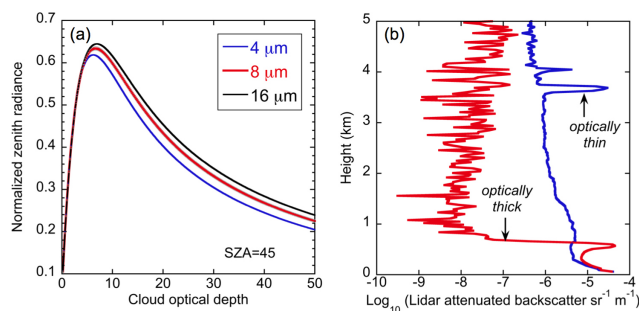 (a)
4 μm
8 μm
16 μm
SZA=45
Normalized zenith radiance
0.7
0.6
0.5
0.4
0.3
0.2
0.1
0
10
20
30
40
50
Cloud optical depth
(b)
optically
thin
optically
thick
Height (km)
5
4
3
2
1
0
-10
-9
-8
-7
-6
-5
-4
Log10 (Lidar attenuated backscatter sr-1 m-1)